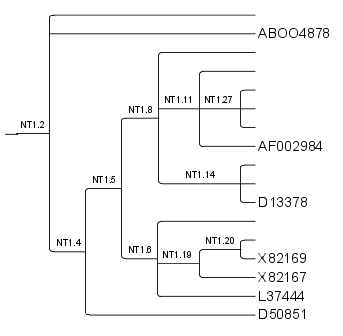 ABOO4878
NT1.11 NT1.27
NT1.8
NT1.2
AF002984
NT1.14
NT1.5
D13378
NT1.4
NT1.6
NT1.20
NT1.19
X82169
X82167
L37444
D50851